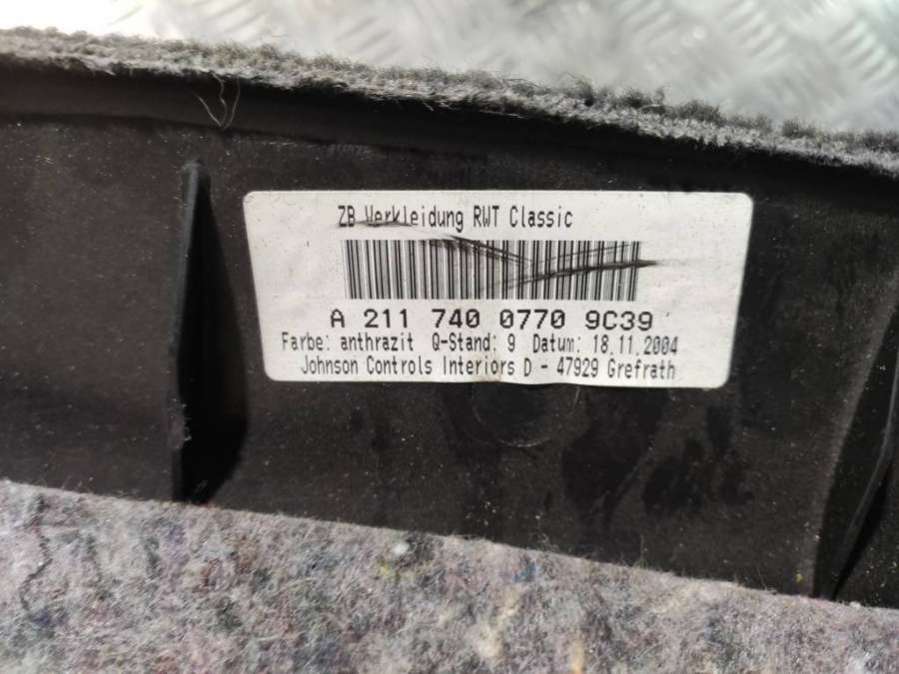 ZB Verkleidung RWT Classic
A 211 740 0770 9C39
Farbe: anthrazit Q-Stand: 9 Datum: 18.11.2004
Johnson Controls Interiors D - 47929 Grefrath